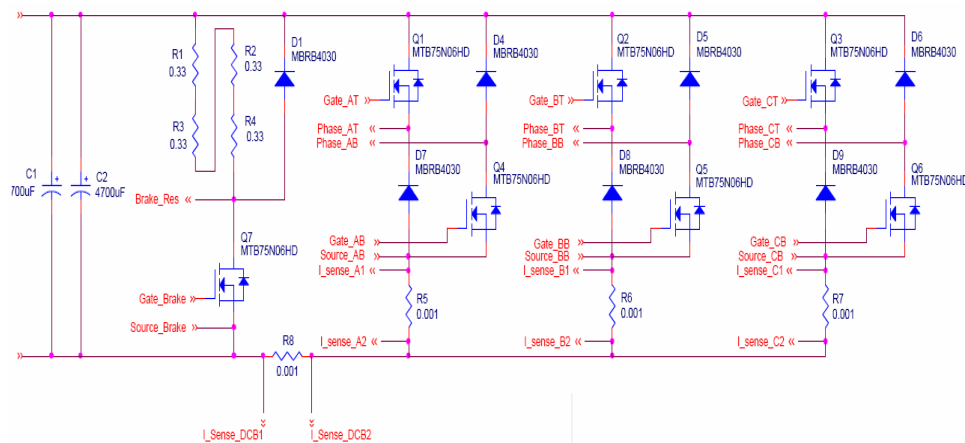 R1
0.33
R2
0.33
R3
0.33
R4
0.33
D1
MBRB4030
Q1
MTB75N06HD
D4
MBRB4030
Q2
MTB75N06HD
D5
MBRB4030
Q3
MTB75N06HD
D6
MBRB4030
Gate_AT
Phase_AT
Phase_AB
Gate_BT
Phase_BT
Phase_BB
Gate_CT
Phase_CT
Phase_CB
C1
700uF
C2
4700uF
+
+
Brake_Res
D7
MBRB4030
Q4
MTB75N06HD
D8
MBRB4030
Q5
MTB75N06HD
D9
MBRB4030
Q6
MTB75N06HD
Q7
MTB75N06HD
Gate_AB
Source_AB
I_sense_A1
Gate_BB
Source_BB
I_sense_B1
Gate_CB
Source_CB
I_sense_C1
Gate_Brake
Source_Brake
R5
0.001
R6
0.001
R7
0.001
R8
0.001
I_sense_A2
I_sense_B2
I_sense_C2
I_Sense_DCB1
I_Sense_DCB2